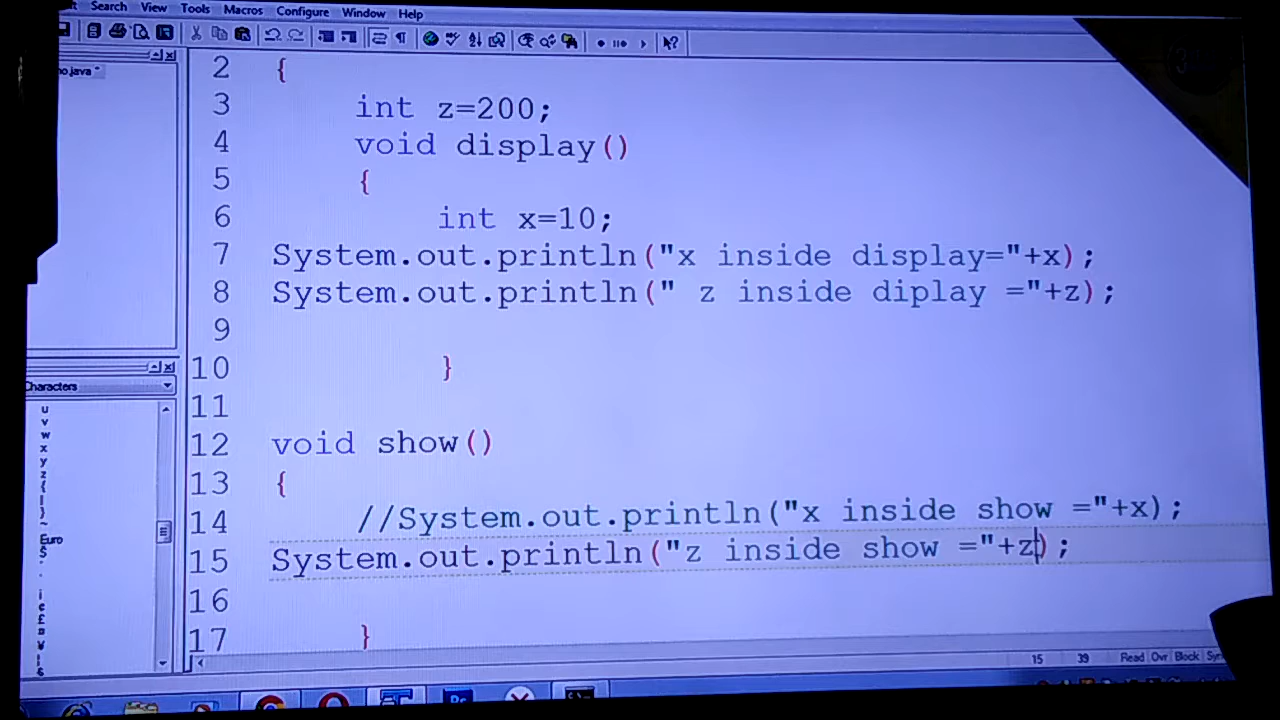 Search View Tools Macros Configure Window Help
2 {
3 int z=200;
4 void display()
5 {
6 int x=10;
7 System.out.println("x inside display="+x);
8 System.out.println(" z inside diplay ="+z);
9
10 }
11
12 void show()
13 {
14 //System.out.println("x inside show ="+x);
15 System.out.println("z inside show ="+z);
16
17 }
Characters
u
v
w
x
y
z
{
|
}
~
Euro
15 39 Read Ovr Block